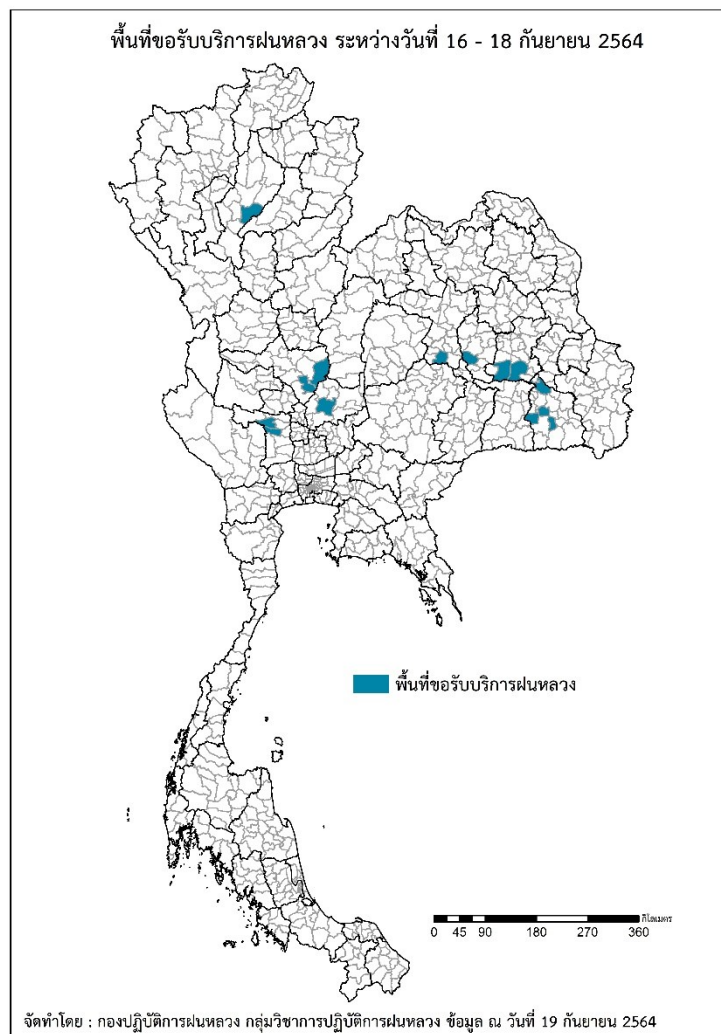 พื้นที่ขอรับบริการฝนหลวง ระหว่างวันที่ 16 - 18 กันยายน 2564
พื้นที่ขอรับบริการฝนหลวง
กิโลเมตร
0 45 90 180 270 360
จัดทำโดย : กองปฏิบัติการฝนหลวง กลุ่มวิชาการปฏิบัติการฝนหลวง ข้อมูล ณ วันที่ 19 กันยายน 2564